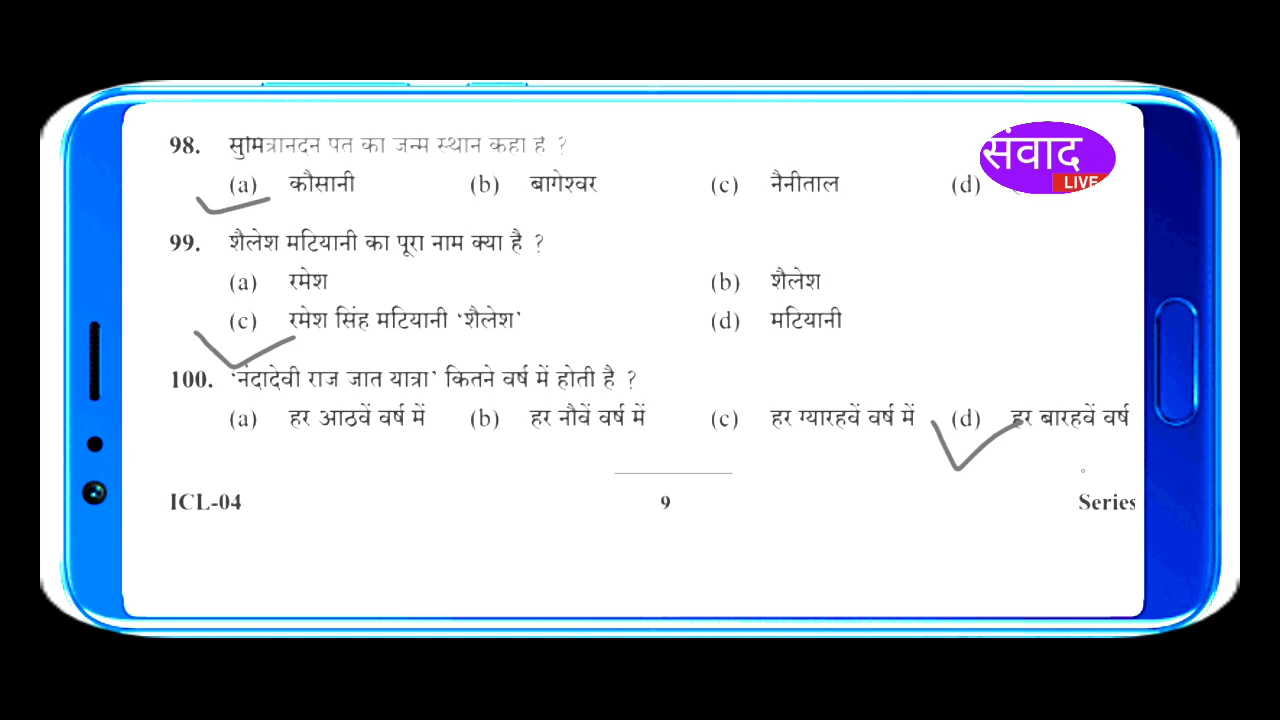 98. सुमित्रानंदन पंत का जन्म स्थान कहाँ है ?
संवाद
LIVE
(a) कौसानी (b) बागेश्वर (c) नैनीताल (d)
99. शैलेश मटियानी का पूरा नाम क्या है ?
(a) रमेश (b) शैलेश
(c) रमेश सिंह मटियानी ‘शैलेश’ (d) मटियानी
100. ‘नंदादेवी राज जात यात्रा’ कितने वर्ष में होती है ?
(a) हर आठवें वर्ष में (b) हर नौवें वर्ष में (c) हर ग्यारहवें वर्ष में (d) हर बारहवें वर्ष
ICL-04 9 Series